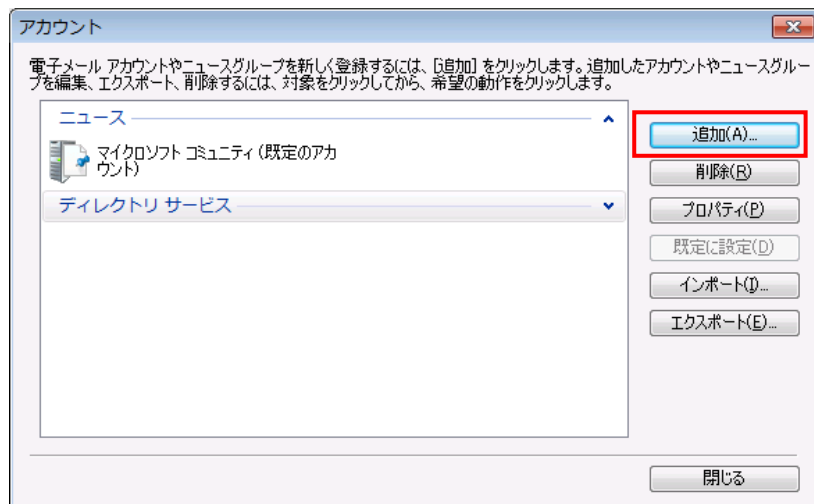 アカウント
電子メール アカウントやニュースグループを新しく登録するには、[追加] をクリックします。追加したアカウントやニュースグルー
プを編集、エクスポート、削除するには、対象をクリックしてから、希望の動作をクリックします。
ニュース
マイクロソフト コミュニティ (既定のアカ
ウント)
ディレクトリ サービス
追加(A)...
削除(R)
プロパティ(P)
既定に設定(D)
インポート(I)...
エクスポート(E)...
閉じる